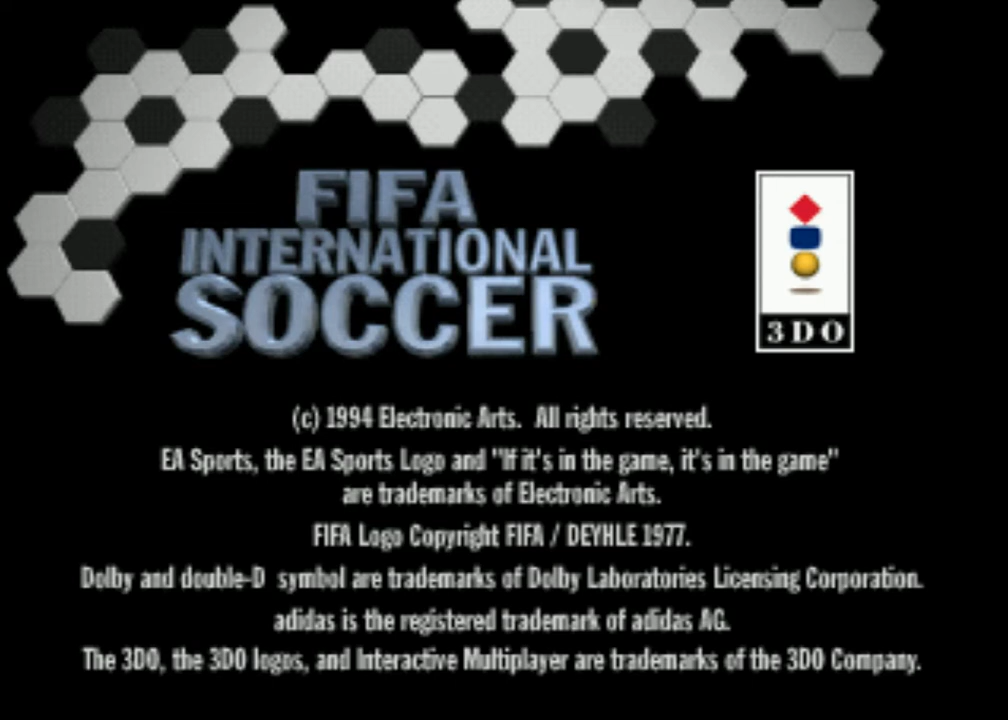 FIFA
INTERNATIONAL
SOCCER
3DO
(c) 1994 Electronic Arts.  All rights reserved.
EA Sports, the EA Sports Logo and "If it's in the game, it's in the game"
are trademarks of Electronic Arts.
FIFA Logo Copyright FIFA / DEYHLE 1977.
Dolby and double-D  symbol are trademarks of Dolby Laboratories Licensing Corporation.
adidas is the registered trademark of adidas AG.
The 3DO, the 3DO logos, and Interactive Multiplayer are trademarks of the 3DO Company.